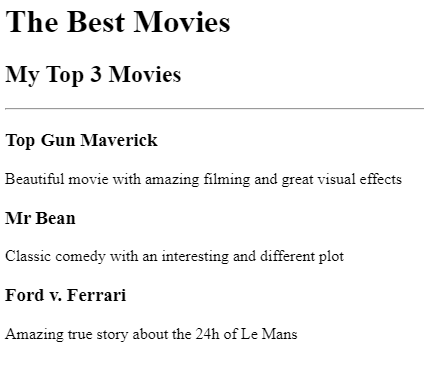 The Best Movies
My Top 3 Movies
Top Gun Maverick
Beautiful movie with amazing filming and great visual effects
Mr Bean
Classic comedy with an interesting and different plot
Ford v. Ferrari
Amazing true story about the 24h of Le Mans